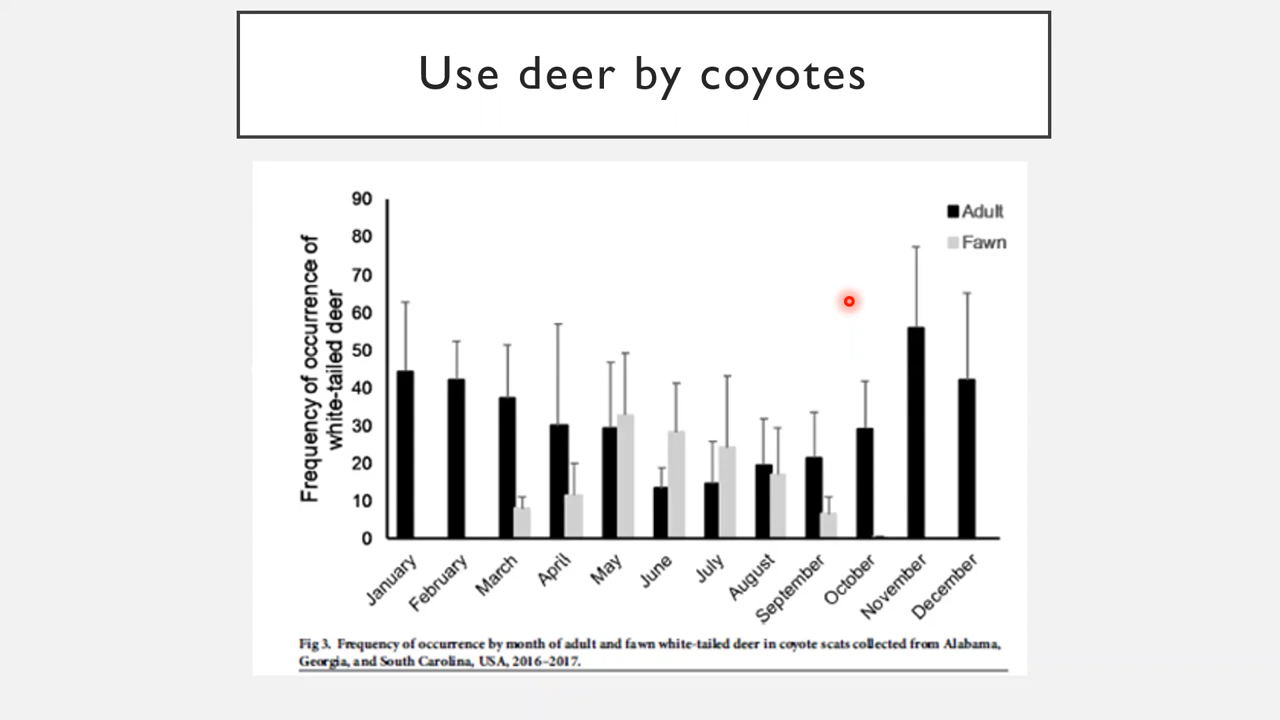 Use deer by coyotes
Frequency of occurrence of
white-tailed deer
90
80
70
60
50
40
30
20
10
0
Adult
Fawn
January
February
March
April
May
June
July
August
September
October
November
December
Fig 3. Frequency of occurrence by month of adult and fawn white-tailed deer in coyote scats collected from Alabama,
Georgia, and South Carolina, USA, 2016–2017.